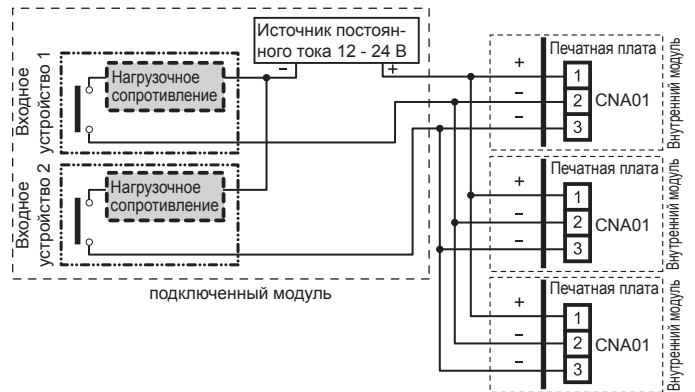 Источник постоян-
ного тока 12 - 24 В
–
+
Входное
устройство 1
Нагрузочное
сопротивление
Входное
устройство 2
Нагрузочное
сопротивление
подключенный модуль
Печатная плата
+
1
–
2
CNA01
–
3
Внутренний модуль
Печатная плата
+
1
–
2
CNA01
–
3
Внутренний модуль
Печатная плата
+
1
–
2
CNA01
–
3
Внутренний модуль